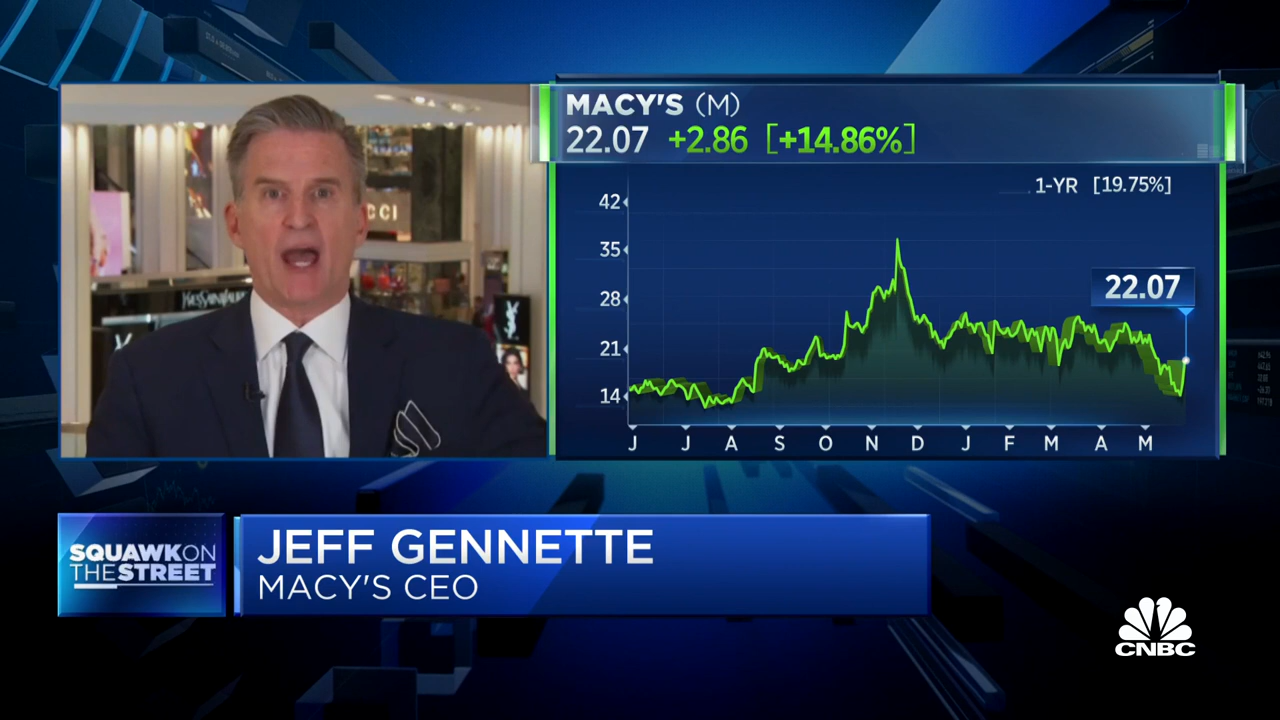 MACY'S (M)
22.07 +2.86 [+14.86%]
1-YR [19.75%]
42
35
28
21
14
22.07
J J A S O N D J F M A M
CCI
YVESSAINTLAURENT
SQUAWK ON
THE STREET
JEFF GENNETTE
MACY'S CEO
CNBC